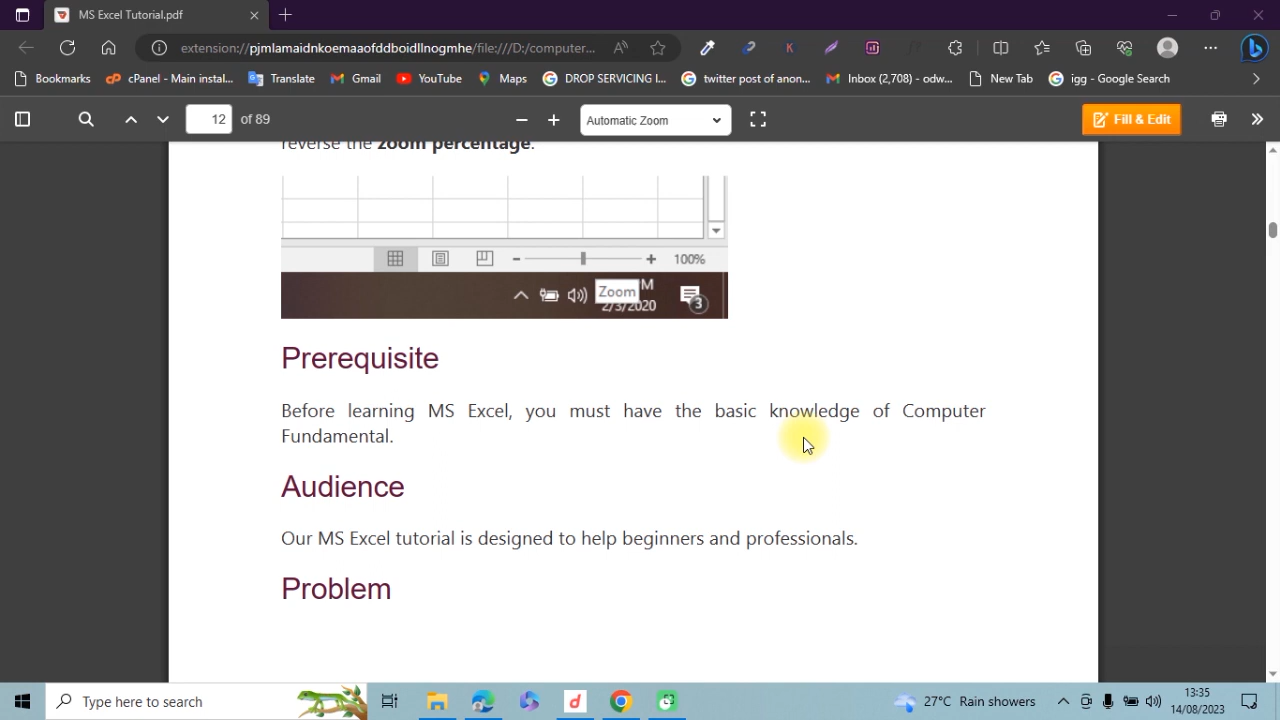 MS Excel Tutorial.pdf
extension://pjmlamaidnkoemaaofddboidllnogmhe/file:///D:/computer...
Bookmarks cPanel - Main instal... Translate Gmail YouTube Maps DROP SERVICING I... twitter post of anon... Inbox (2,708) - odw... New Tab igg - Google Search
12 of 89 Automatic Zoom Fill & Edit
reverse the zoom percentage.
100%
Zoom M
2/3/2020 3
Prerequisite
Before learning MS Excel, you must have the basic knowledge of Computer
Fundamental.
Audience
Our MS Excel tutorial is designed to help beginners and professionals.
Problem
Type here to search 27°C Rain showers 13:35
14/08/2023